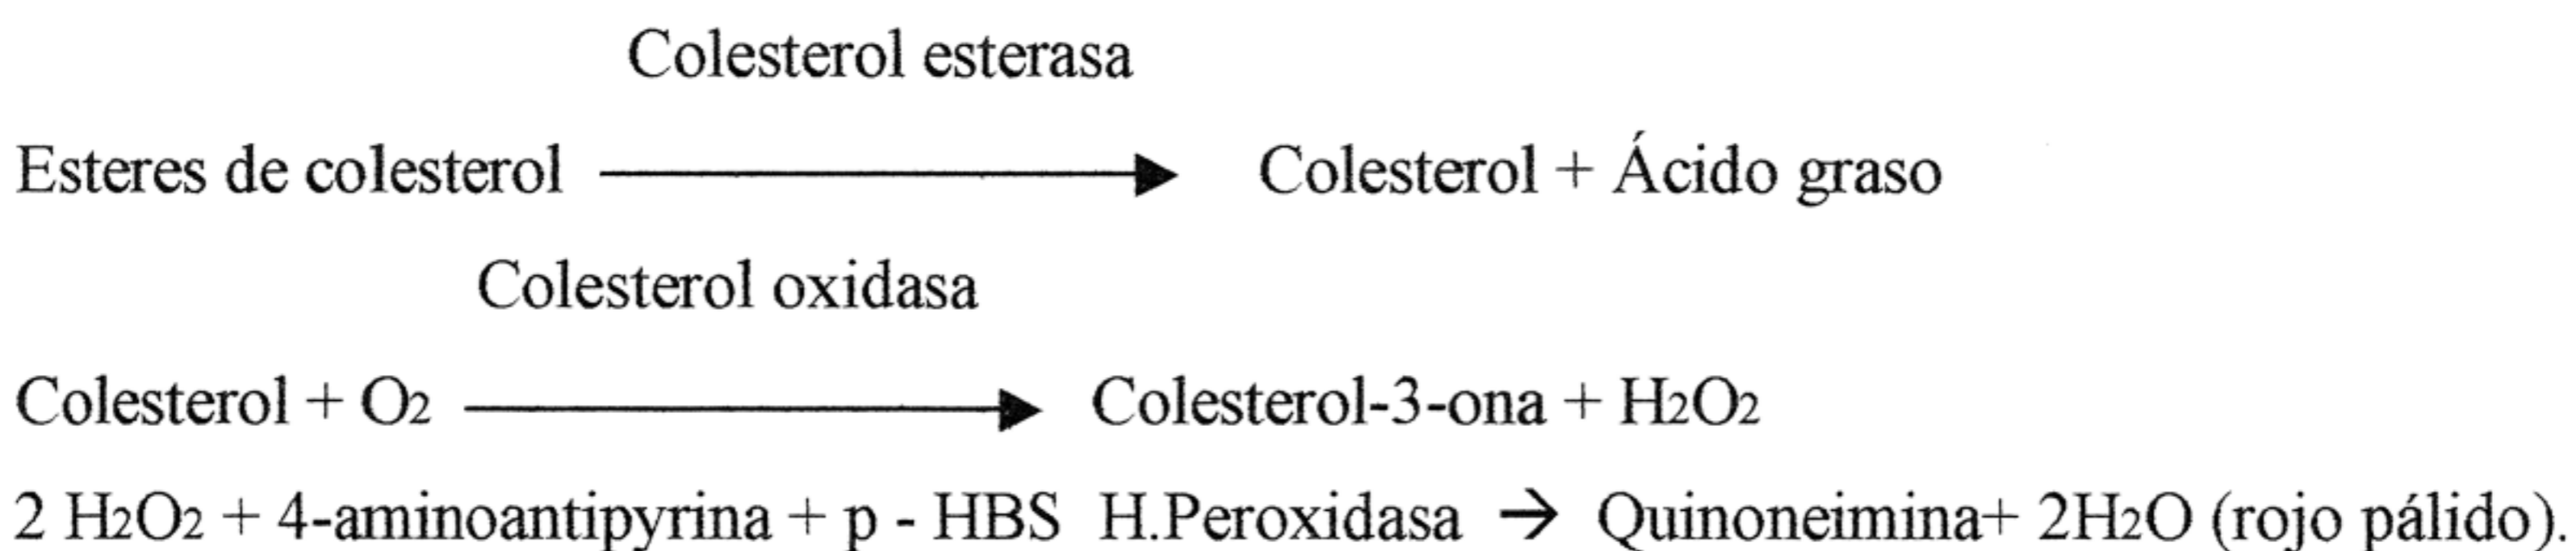 Colesterol esterasa
Esteres de colesterol ⟶ Colesterol + Ácido graso
Colesterol oxidasa
Colesterol + O2 ⟶ Colesterol-3-ona + H2O2
2 H2O2 + 4-aminoantipyrina + p - HBS H.Peroxidasa → Quinoneimina+ 2H2O (rojo pálido).